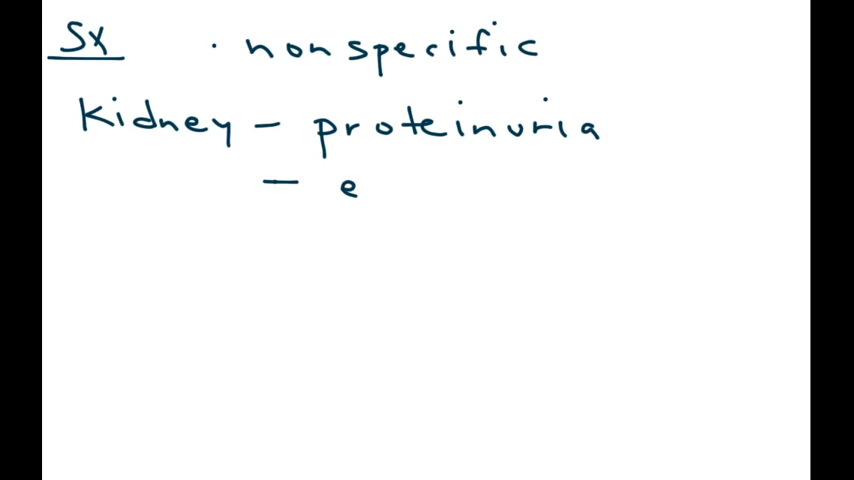 Sx · nonspecific
Kidney - proteinuria
- e